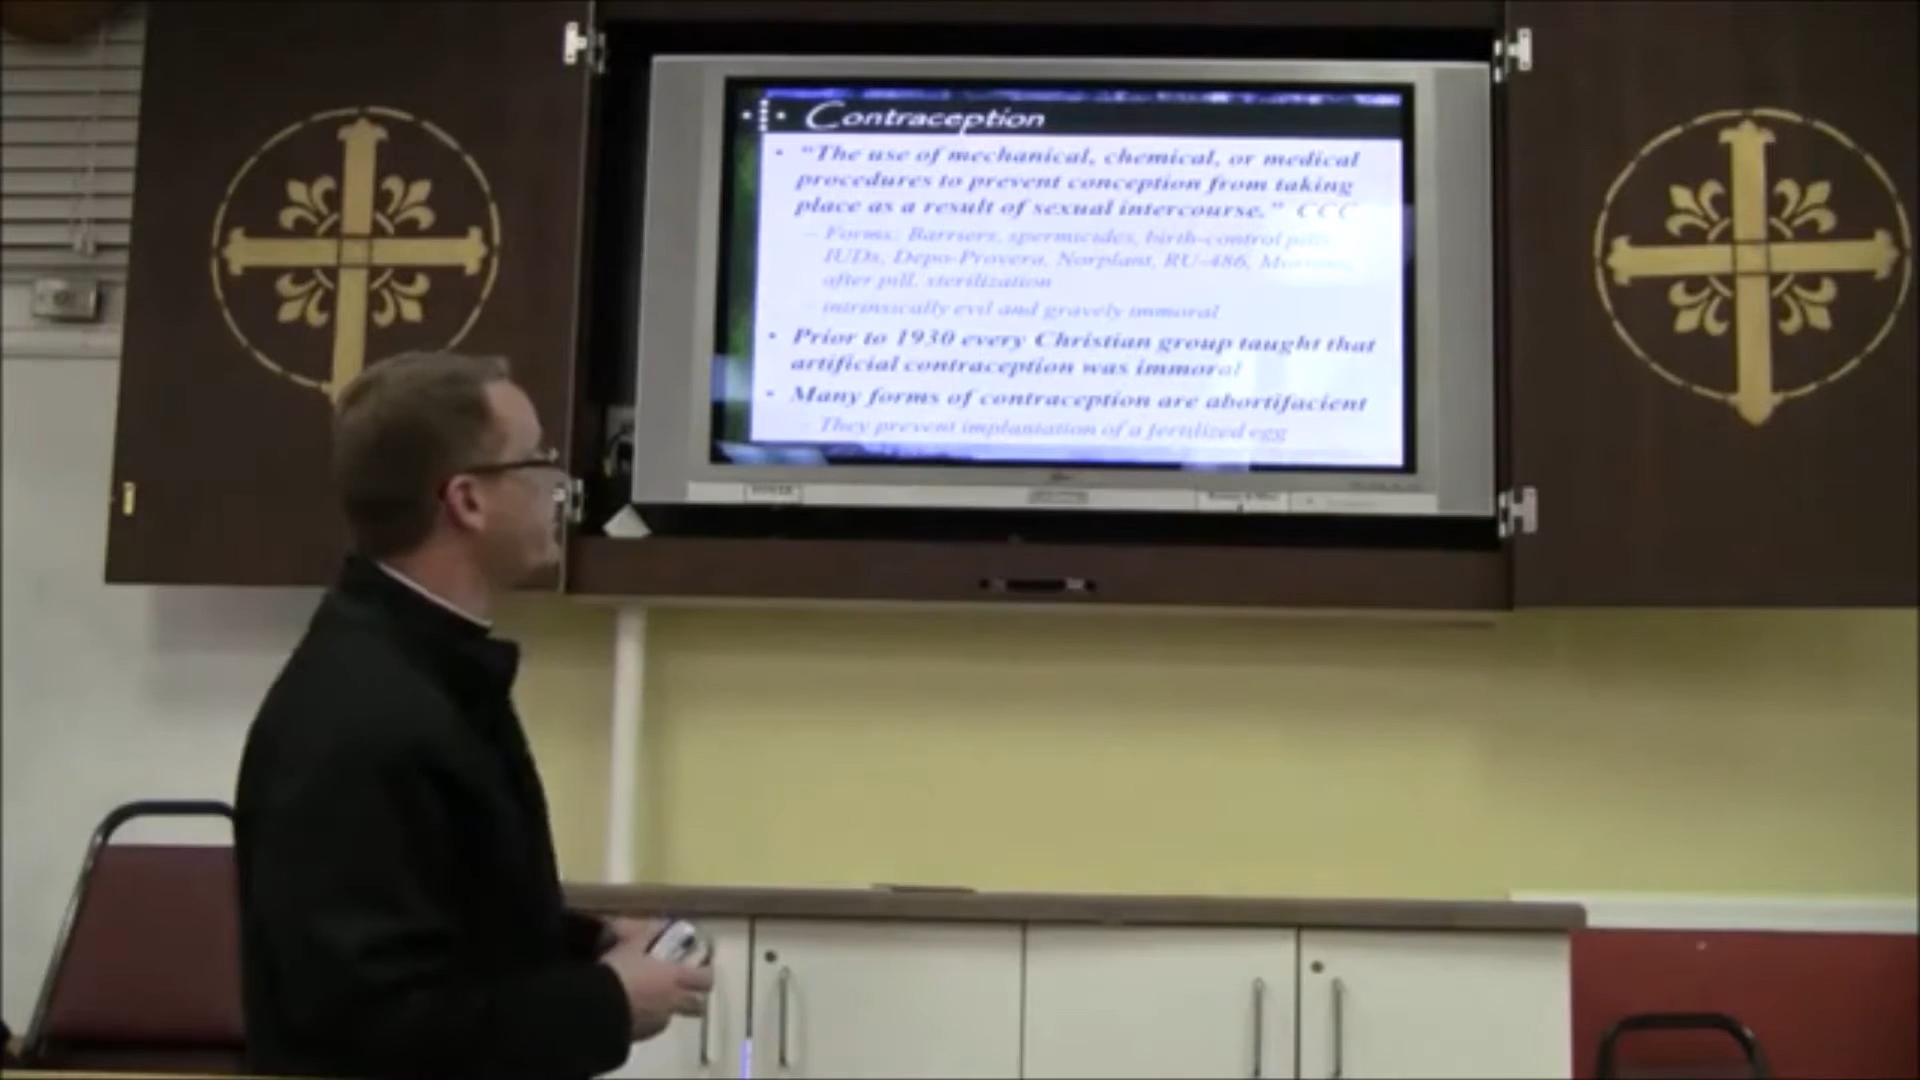 Contraception
• "The use of mechanical, chemical, or medical
procedures to prevent conception from taking
place as a result of sexual intercourse." CCC
– Forms: Barriers, spermicides, birth-control
IUDs, Depo-Provera, Norplant, RU-486,
after pill, sterilization
– intrinsically evil and gravely immoral
• Prior to 1930 every Christian group taught that
artificial contraception was immoral
• Many forms of contraception are abortifacient
– They prevent implantation of a fertilized egg